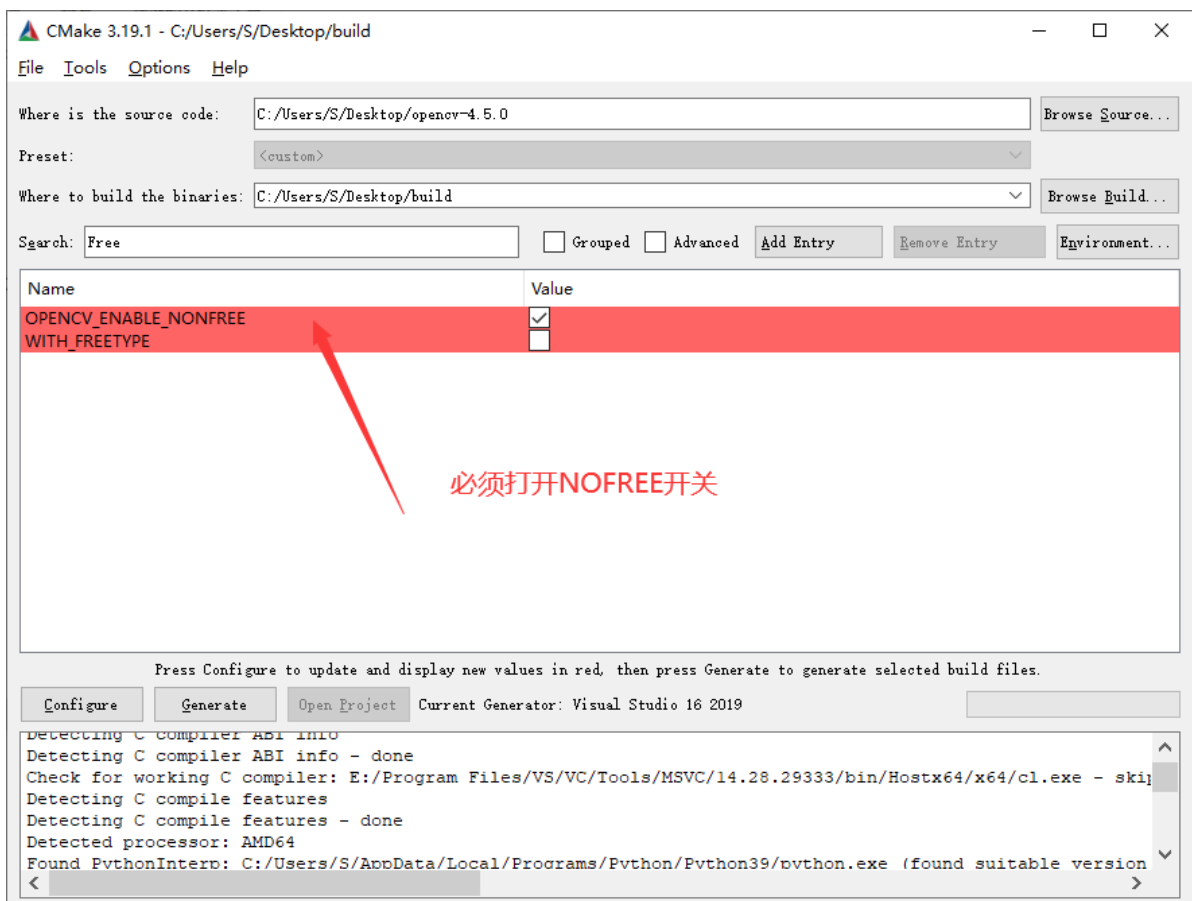 CMake 3.19.1 - C:/Users/S/Desktop/build
File Tools Options Help
Where is the source code: C:/Users/S/Desktop/opencv-4.5.0 Browse Source...
Preset: <custom>
Where to build the binaries: C:/Users/S/Desktop/build Browse Build...
Search: Free Grouped Advanced Add Entry Remove Entry Environment...
Name Value
OPENCV_ENABLE_NONFREE
WITH_FREETYPE
必须打开NOFREE开关
Press Configure to update and display new values in red, then press Generate to generate selected build files.
Configure Generate Open Project Current Generator: Visual Studio 16 2019
Detecting C compiler ABI info
Detecting C compiler ABI info - done
Check for working C compiler: E:/Program Files/VS/VC/Tools/MSVC/14.28.29333/bin/Hostx64/x64/cl.exe - skip
Detecting C compile features
Detecting C compile features - done
Detected processor: AMD64
Found PythonInterp: C:/Users/S/AppData/Local/Programs/Python/Python39/python.exe (found suitable version